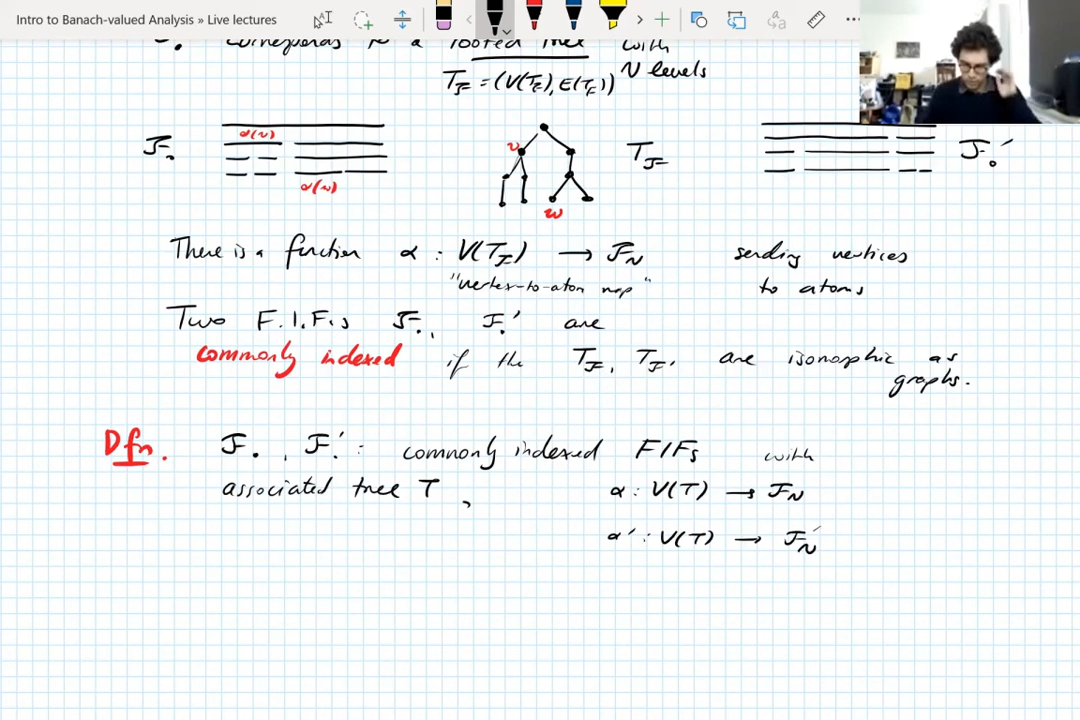 Intro to Banach-valued Analysis » Live lectures
corresponds to a rooted tree with
N levels
T_F = (V(T_F), E(T_F))
F. α(v) α(w) v w T_F F.'
There is a function α : V(T_F) → F_N sending vertices
"vertex-to-atom map" to atoms
Two F.I.F.s F., F.' are
commonly indexed if the T_F, T_F' are isomorphic as
graphs.
Dfn. F., F.' : commonly indexed FIFs with
associated tree T , α : V(T) → F_N
α' : V(T) → F_N'